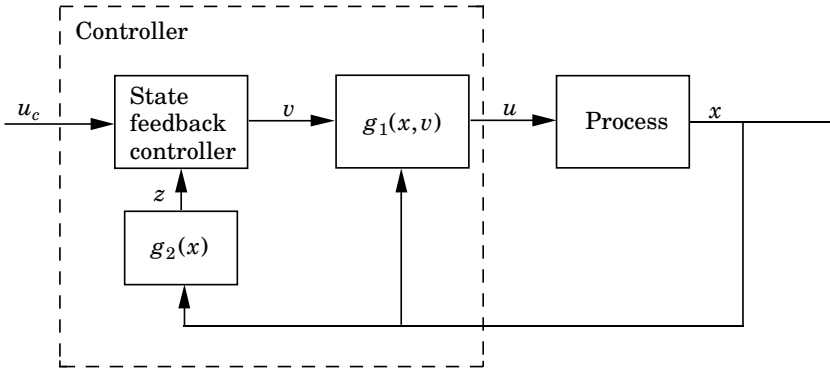 Controller
u_c
State
feedback
controller
v
g_1(x,v)
u
Process
x
z
g_2(x)